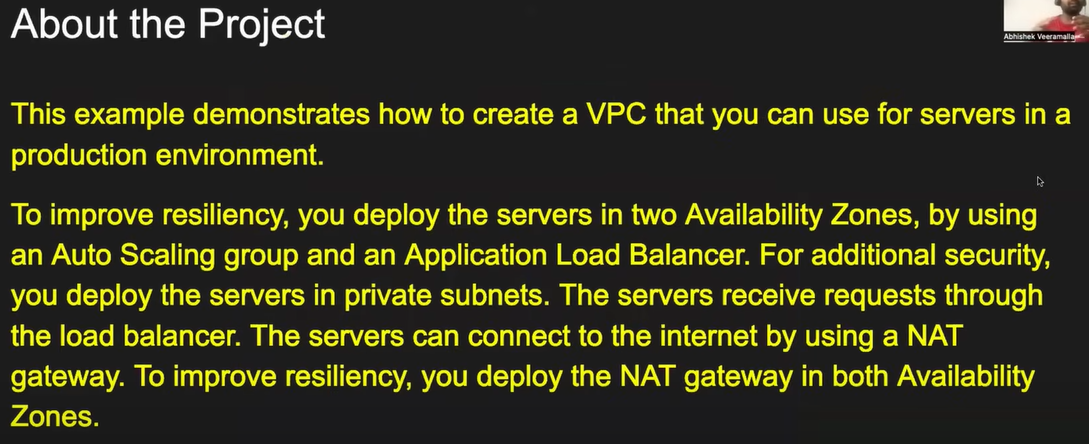 About the Project
Abhishek Veeramalla
This example demonstrates how to create a VPC that you can use for servers in a
production environment.
To improve resiliency, you deploy the servers in two Availability Zones, by using
an Auto Scaling group and an Application Load Balancer. For additional security,
you deploy the servers in private subnets. The servers receive requests through
the load balancer. The servers can connect to the internet by using a NAT
gateway. To improve resiliency, you deploy the NAT gateway in both Availability
Zones.